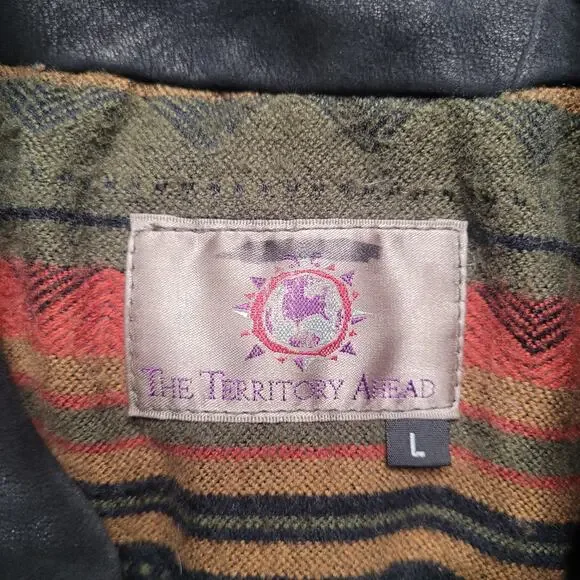 THE TERRITORY AHEAD
L